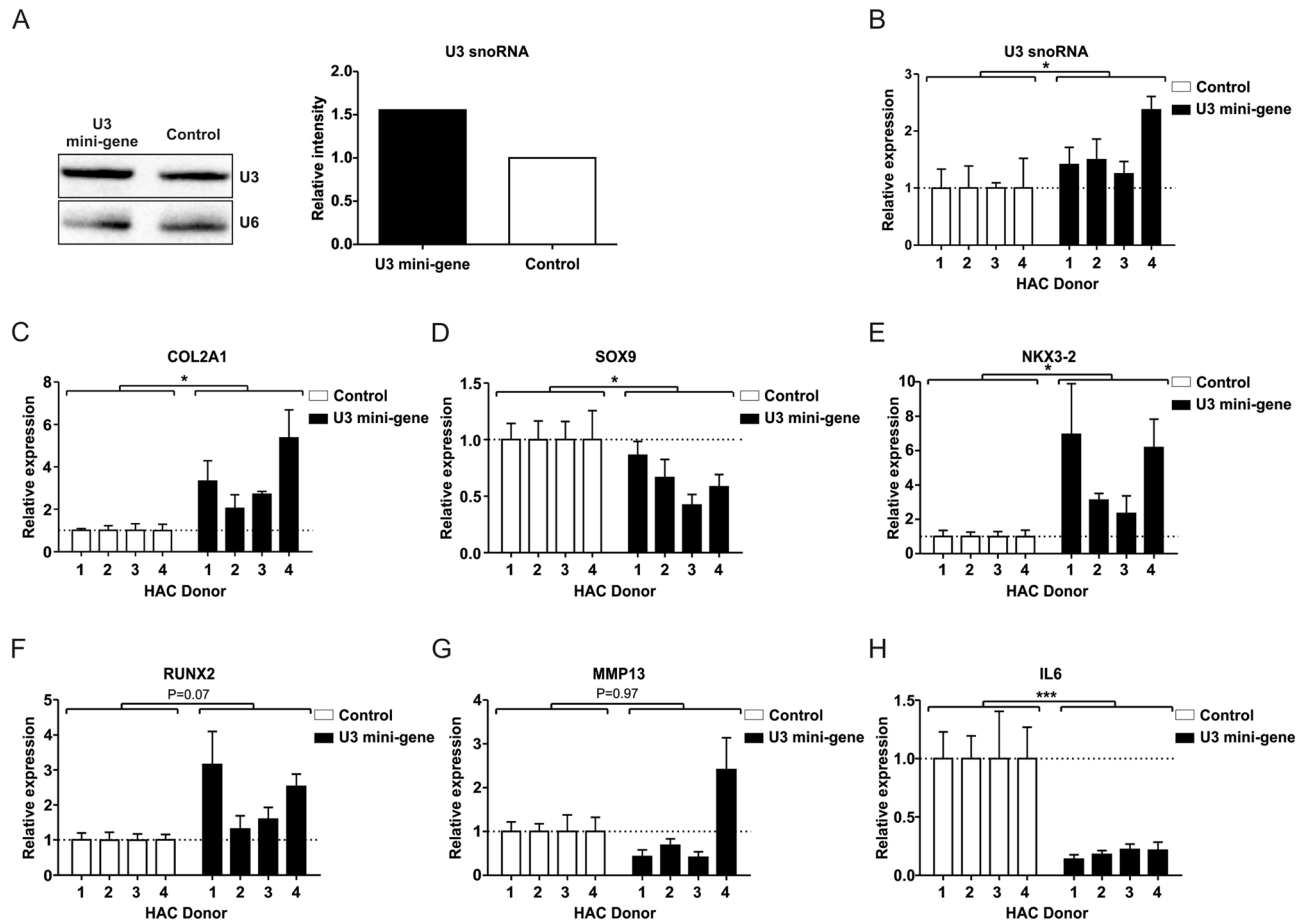 A
U3
mini-gene
Control
U3
U6
U3 snoRNA
Relative intensity
2.0
1.5
1.0
0.5
0.0
U3 mini-gene
Control
B
U3 snoRNA
*
Relative expression
3
2
1
0
1 2 3 4 1 2 3 4
HAC Donor
Control
U3 mini-gene
C
COL2A1
*
Relative expression
8
6
4
2
0
1 2 3 4 1 2 3 4
HAC Donor
Control
U3 mini-gene
D
SOX9
*
Relative expression
1.5
1.0
0.5
0.0
1 2 3 4 1 2 3 4
HAC Donor
Control
U3 mini-gene
E
NKX3-2
*
Relative expression
10
8
6
4
2
0
1 2 3 4 1 2 3 4
HAC Donor
Control
U3 mini-gene
F
RUNX2
P=0.07
Relative expression
5
4
3
2
1
0
1 2 3 4 1 2 3 4
HAC Donor
Control
U3 mini-gene
G
MMP13
P=0.97
Relative expression
4
3
2
1
0
1 2 3 4 1 2 3 4
HAC Donor
Control
U3 mini-gene
H
IL6
***
Relative expression
1.5
1.0
0.5
0.0
1 2 3 4 1 2 3 4
HAC Donor
Control
U3 mini-gene